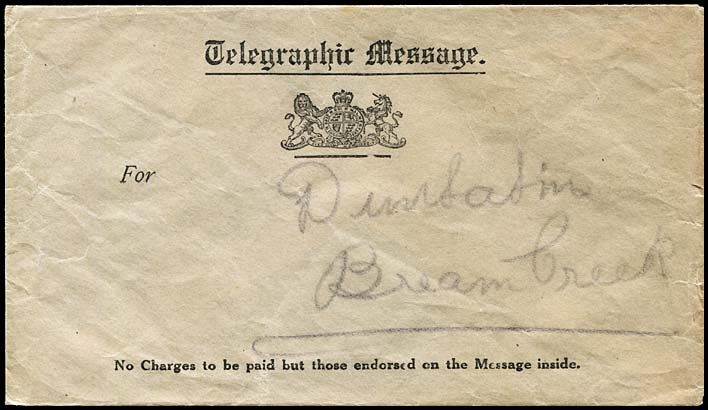 Telegraphic Message.
For Dunbabin
Bream Creek
No Charges to be paid but those endorsed on the Message inside.